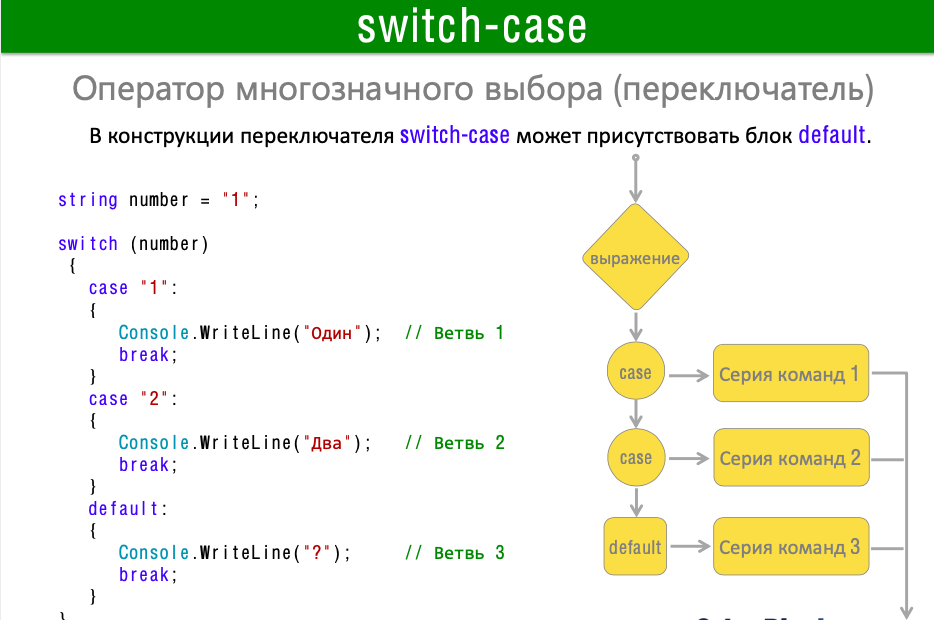 switch-case
Оператор многозначного выбора (переключатель)
В конструкции переключателя switch-case может присутствовать блок default.
string number = "1";
switch (number)
{
case "1":
{
Console.WriteLine("Один"); // Ветвь 1
break;
}
case "2":
{
Console.WriteLine("Два"); // Ветвь 2
break;
}
default:
{
Console.WriteLine("?"); // Ветвь 3
break;
}
}
выражение
case
Серия команд 1
case
Серия команд 2
default
Серия команд 3